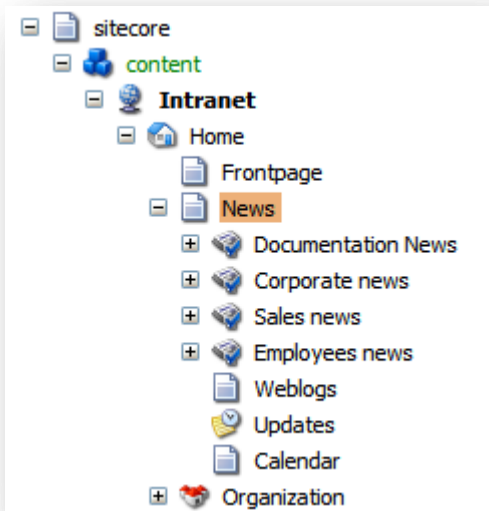 sitecore
content
Intranet
Home
Frontpage
News
Documentation News
Corporate news
Sales news
Employees news
Weblogs
Updates
Calendar
Organization